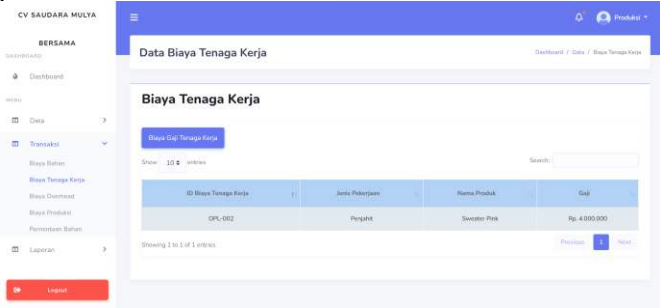 CV SAUDARA MULYA
BERSAMA
DASHBOARD
Dashboard
MENU
Data
Transaksi
Biaya Bahan
Biaya Tenaga Kerja
Biaya Overhead
Biaya Produksi
Permintaan Bahan
Laporan
Logout
Produksi
Data Biaya Tenaga Kerja
Dashboard / Data / Biaya Tenaga Kerja
Biaya Tenaga Kerja
Biaya Gaji Tenaga Kerja
Show 10 entries
Search:
ID Biaya Tenaga Kerja Jenis Pekerjaan Nama Produk Gaji
OPL-002 Penjahit Sweater Pink Rp. 4.000.000
Showing 1 to 1 of 1 entries
Previous 1 Next